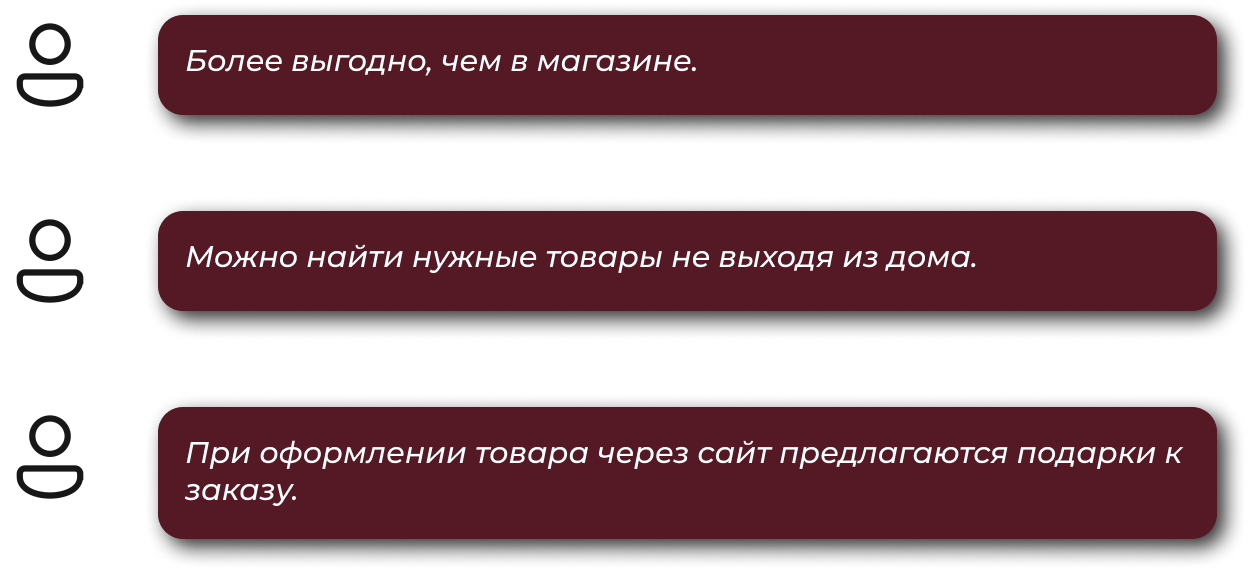 Более выгодно, чем в магазине.
Можно найти нужные товары не выходя из дома.
При оформлении товара через сайт предлагаются подарки к
заказу.